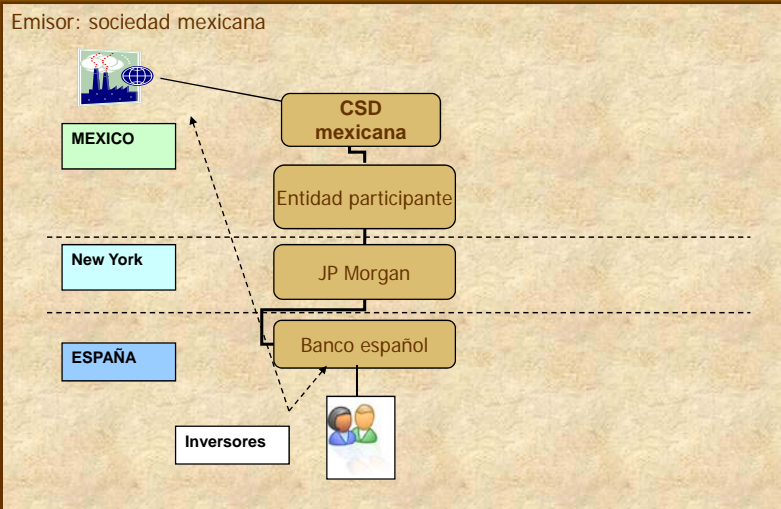 Emisor: sociedad mexicana
CSD
mexicana
MEXICO
Entidad participante
New York
JP Morgan
Banco español
ESPAÑA
Inversores